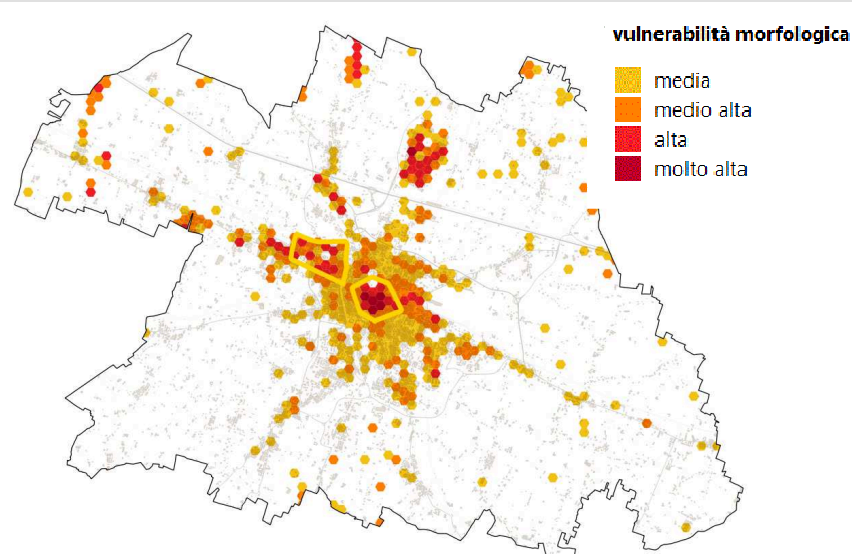 vulnerabilità morfologica
media
medio alta
alta
molto alta